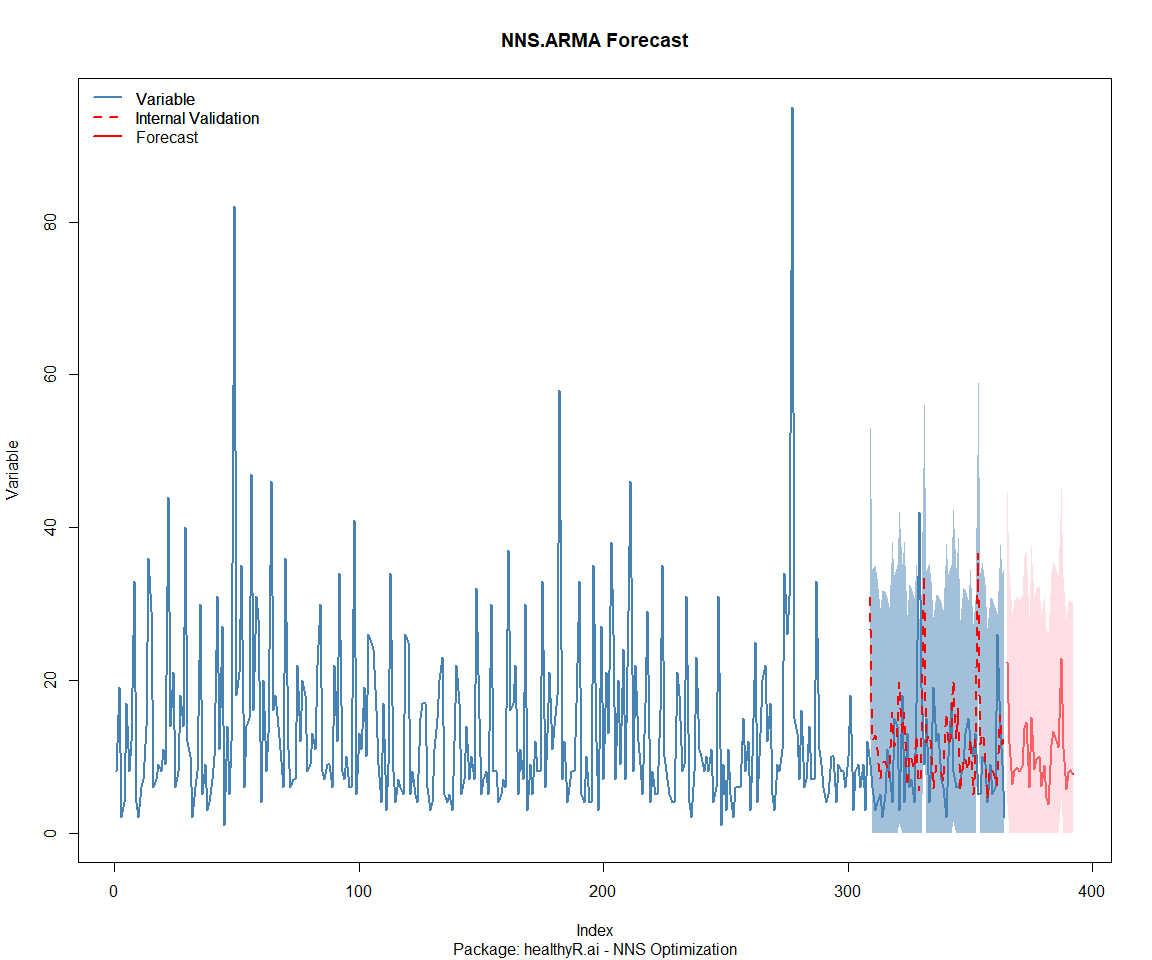 NNS.ARMA Forecast
Variable
Internal Validation
Forecast
Variable
80
60
40
20
0
0 100 200 300 400
Index
Package: healthyR.ai - NNS Optimization